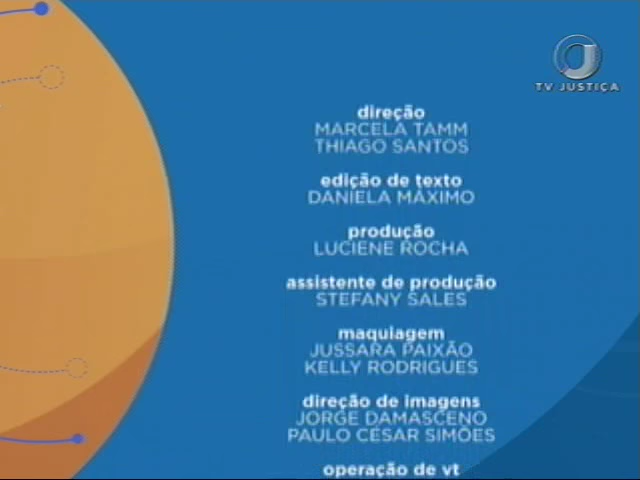 TV JUSTIÇA
direção
MARCELA TAMM
THIAGO SANTOS
edição de texto
DANIELA MÁXIMO
produção
LUCIENE ROCHA
assistente de produção
STEFANY SALES
maquiagem
JUSSARA PAIXÃO
KELLY RODRIGUES
direção de imagens
JORGE DAMASCENO
PAULO CÉSAR SIMÕES
operação de vt